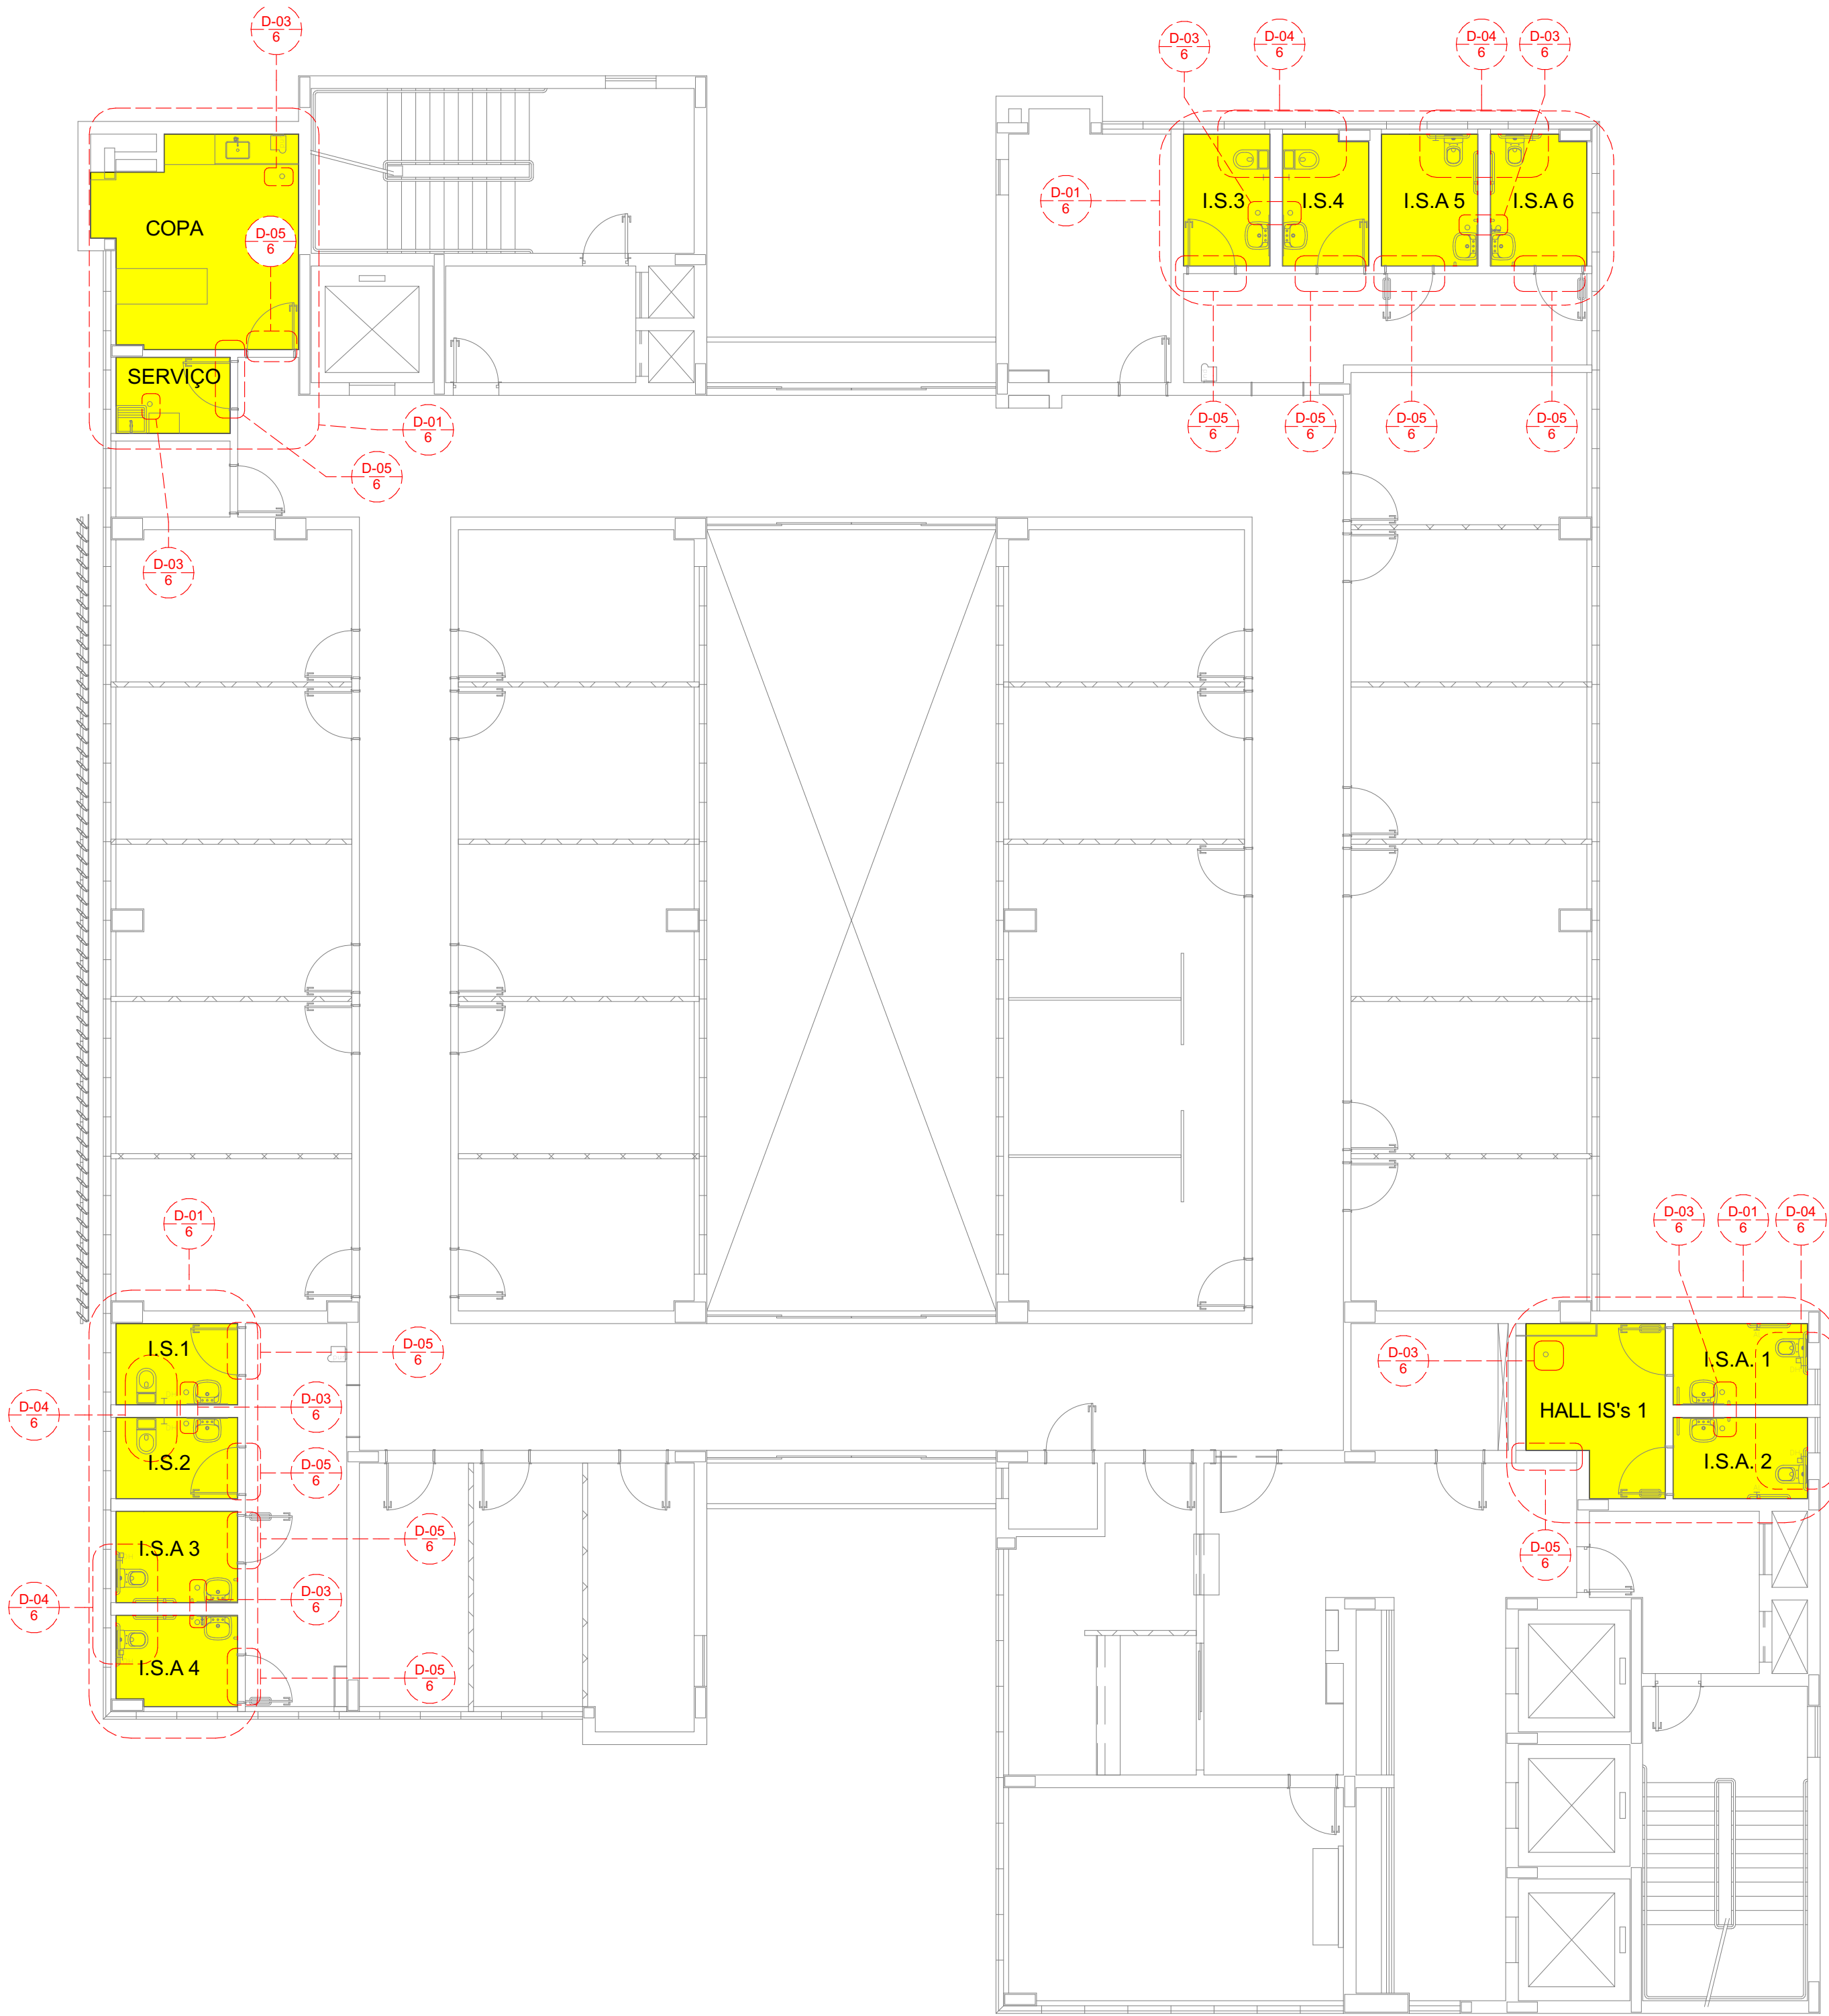 D-03
6
D-03
6
D-04
6
D-04
6
D-03
6
D-01
6
I.S.3
I.S.4
I.S.A 5
I.S.A 6
COPA
D-05
6
SERVIÇO
D-01
6
D-05
6
D-05
6
D-05
6
D-05
6
D-05
6
D-03
6
D-01
6
D-03
6
D-01
6
D-04
6
I.S.1
D-05
6
D-03
6
I.S.A. 1
D-04
6
D-03
6
HALL IS's 1
I.S.2
D-05
6
I.S.A. 2
I.S.A 3
D-05
6
D-05
6
D-04
6
D-03
6
I.S.A 4
D-05
6